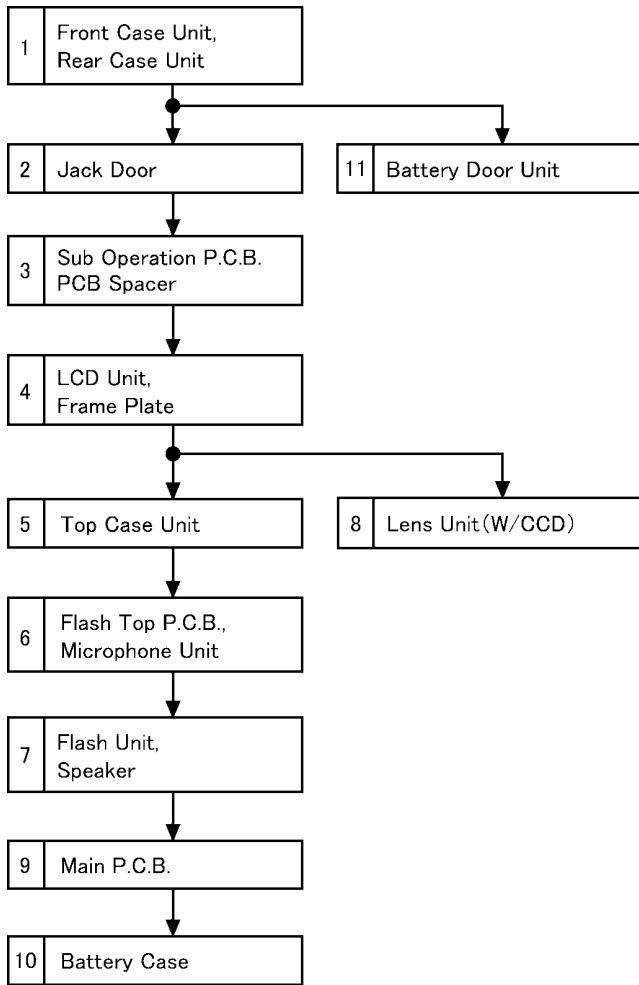 1 Front Case Unit,
Rear Case Unit
2 Jack Door
11 Battery Door Unit
3 Sub Operation P.C.B.
PCB Spacer
4 LCD Unit,
Frame Plate
5 Top Case Unit
8 Lens Unit(W/CCD)
6 Flash Top P.C.B.,
Microphone Unit
7 Flash Unit,
Speaker
9 Main P.C.B.
10 Battery Case